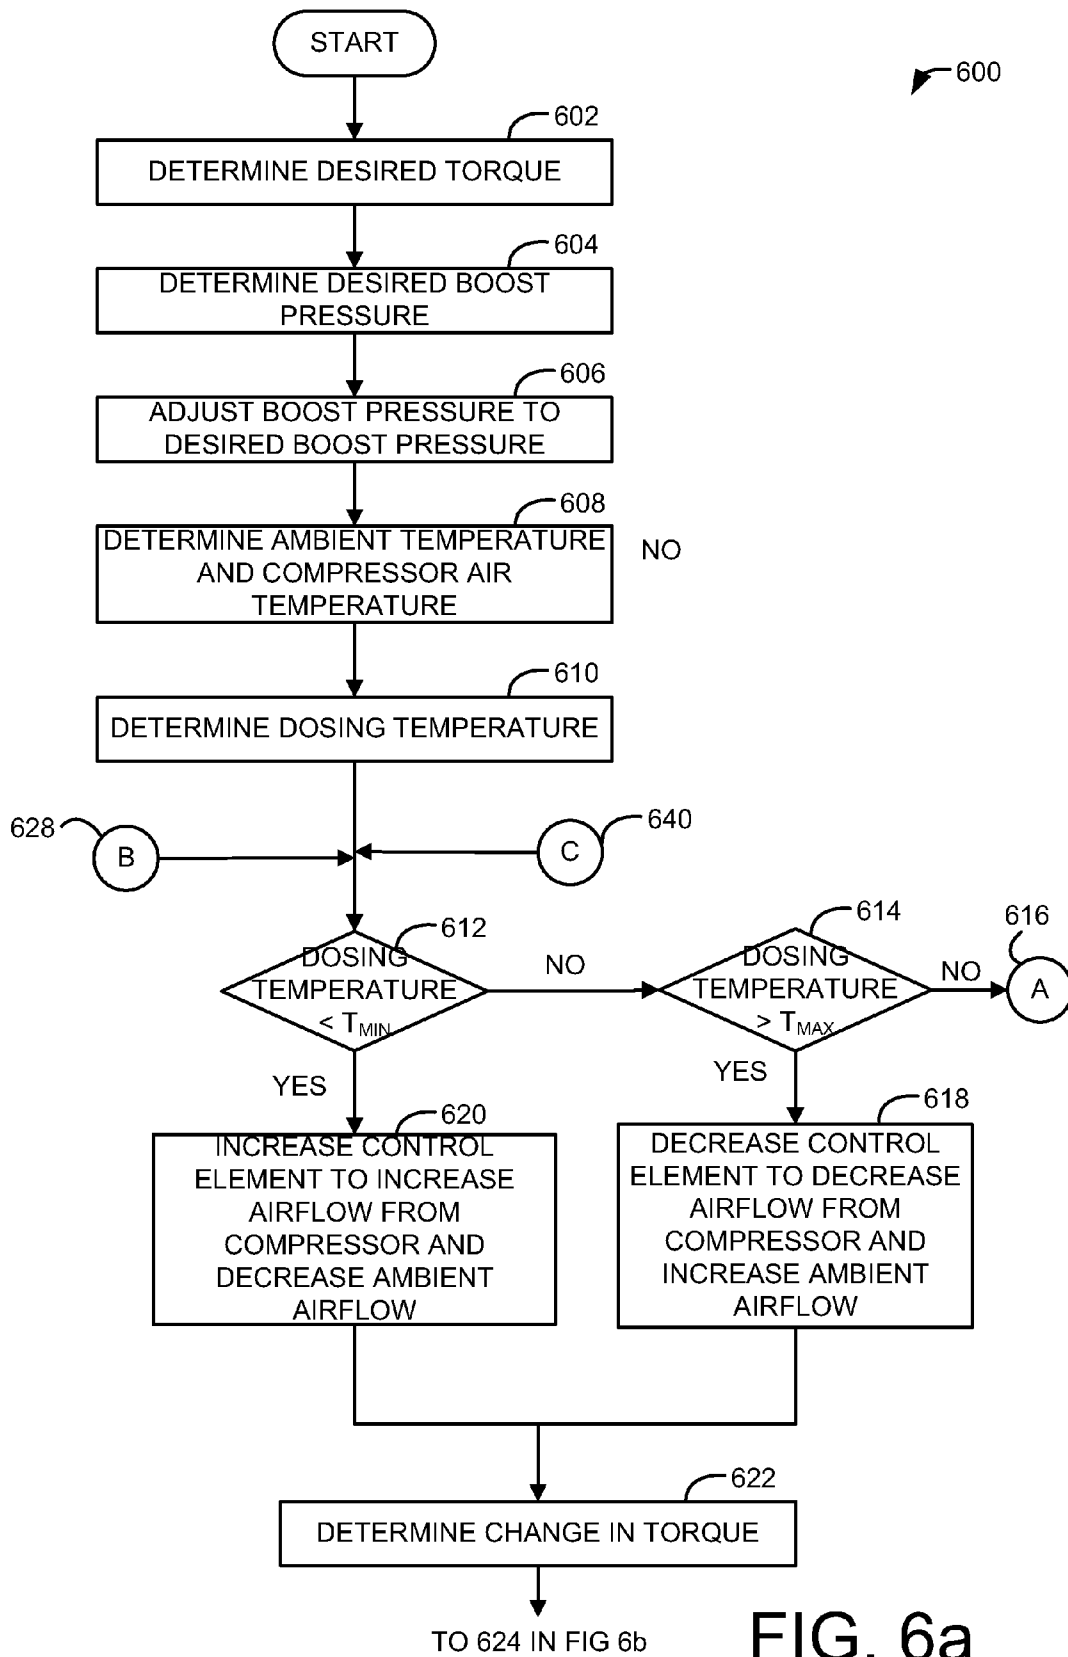 START
600
602
DETERMINE DESIRED TORQUE
604
DETERMINE DESIRED BOOST
PRESSURE
606
ADJUST BOOST PRESSURE TO
DESIRED BOOST PRESSURE
608
DETERMINE AMBIENT TEMPERATURE
AND COMPRESSOR AIR
TEMPERATURE
NO
610
DETERMINE DOSING TEMPERATURE
628
B
C
640
612
DOSING
TEMPERATURE
< TMIN
NO
614
DOSING
TEMPERATURE
> TMAX
NO
616
A
YES
YES
620
INCREASE CONTROL
ELEMENT TO INCREASE
AIRFLOW FROM
COMPRESSOR AND
DECREASE AMBIENT
AIRFLOW
618
DECREASE CONTROL
ELEMENT TO DECREASE
AIRFLOW FROM
COMPRESSOR AND
INCREASE AMBIENT
AIRFLOW
622
DETERMINE CHANGE IN TORQUE
TO 624 IN FIG 6b
FIG. 6a